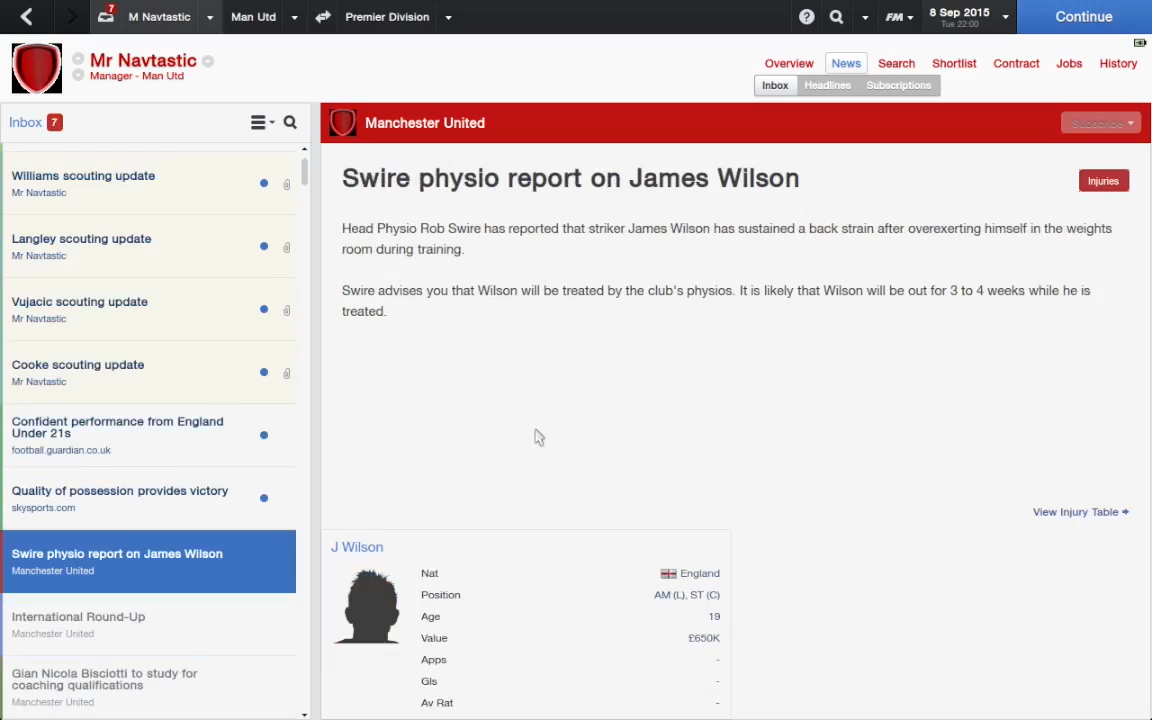 7
M Navtastic
Man Utd
Premier Division
FM
8 Sep 2015
Tue 22:00
Continue
Mr Navtastic
Manager - Man Utd
Overview
News
Search
Shortlist
Contract
Jobs
History
Inbox
Headlines
Subscriptions
Inbox 7
Williams scouting update
Mr Navtastic
Langley scouting update
Mr Navtastic
Vujacic scouting update
Mr Navtastic
Cooke scouting update
Mr Navtastic
Confident performance from England
Under 21s
football.guardian.co.uk
Quality of possession provides victory
skysports.com
Swire physio report on James Wilson
Manchester United
International Round-Up
Manchester United
Gian Nicola Bisciotti to study for
coaching qualifications
Manchester United
Manchester United
Subscribe
Swire physio report on James Wilson
Injuries
Head Physio Rob Swire has reported that striker James Wilson has sustained a back strain after overexerting himself in the weights
room during training.
Swire advises you that Wilson will be treated by the club's physios. It is likely that Wilson will be out for 3 to 4 weeks while he is
treated.
View Injury Table
J Wilson
Nat England
Position AM (L), ST (C)
Age 19
Value £650K
Apps -
Gls -
Av Rat -